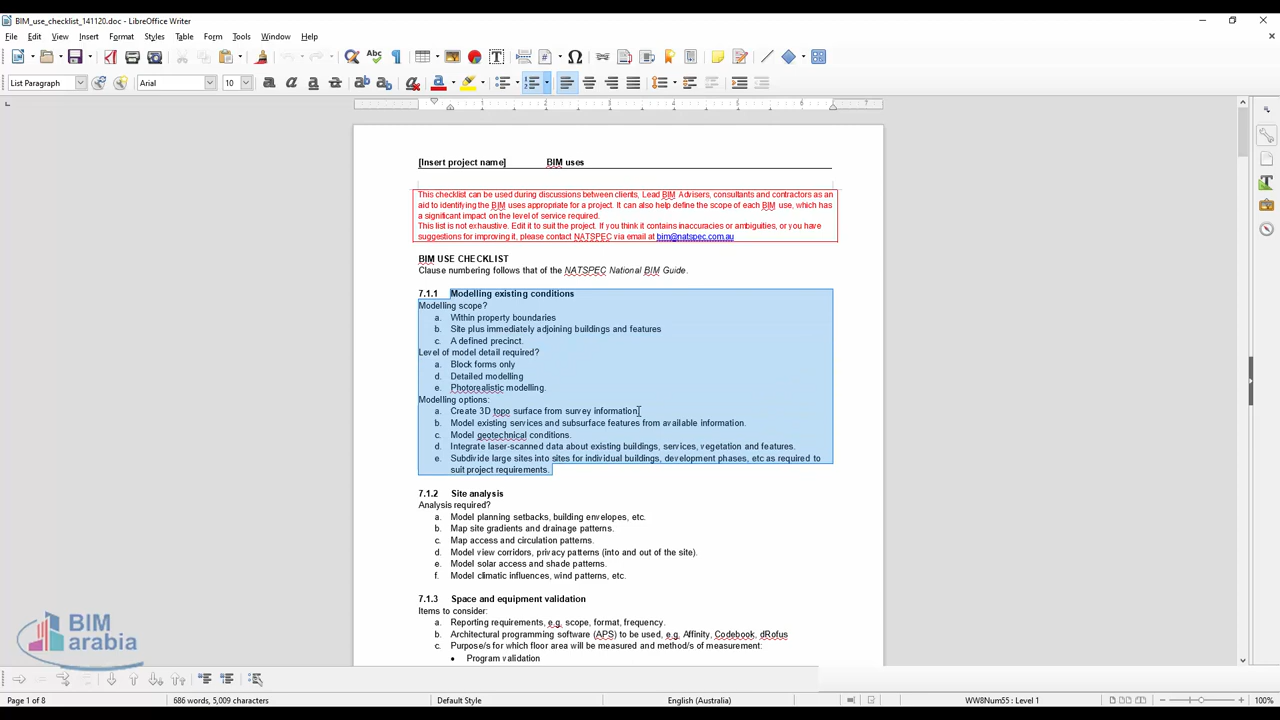 BIM_use_checklist_141120.doc - LibreOffice Writer
File Edit View Insert Format Styles Table Form Tools Window Help
List Paragraph Arial 10
1 2 3 4 5 6 7
[Insert project name] BIM uses
This checklist can be used during discussions between clients, Lead BIM Advisers, consultants and contractors as an
aid to identifying the BIM uses appropriate for a project. It can also help define the scope of each BIM use, which has
a significant impact on the level of service required.
This list is not exhaustive. Edit it to suit the project. If you think it contains inaccuracies or ambiguities, or you have
suggestions for improving it, please contact NATSPEC via email at bim@natspec.com.au
BIM USE CHECKLIST
Clause numbering follows that of the NATSPEC National BIM Guide.
7.1.1 Modelling existing conditions
Modelling scope?
a. Within property boundaries
b. Site plus immediately adjoining buildings and features
c. A defined precinct.
Level of model detail required?
a. Block forms only
d. Detailed modelling
e. Photorealistic modelling.
Modelling options:
a. Create 3D topo surface from survey information.
b. Model existing services and subsurface features from available information.
c. Model geotechnical conditions.
d. Integrate laser-scanned data about existing buildings, services, vegetation and features.
e. Subdivide large sites into sites for individual buildings, development phases, etc as required to
suit project requirements.
7.1.2 Site analysis
Analysis required?
a. Model planning setbacks, building envelopes, etc.
b. Map site gradients and drainage patterns.
c. Map access and circulation patterns.
d. Model view corridors, privacy patterns (into and out of the site).
e. Model solar access and shade patterns.
f. Model climatic influences, wind patterns, etc.
7.1.3 Space and equipment validation
Items to consider:
a. Reporting requirements, e.g. scope, format, frequency.
b. Architectural programming software (APS) to be used, e.g, Affinity, Codebook, dRofus
c. Purpose/s for which floor area will be measured and method/s of measurement:
• Program validation
BIM
arabia
Page 1 of 8 686 words, 5,009 characters Default Style English (Australia) WW8Num55 : Level 1 100%